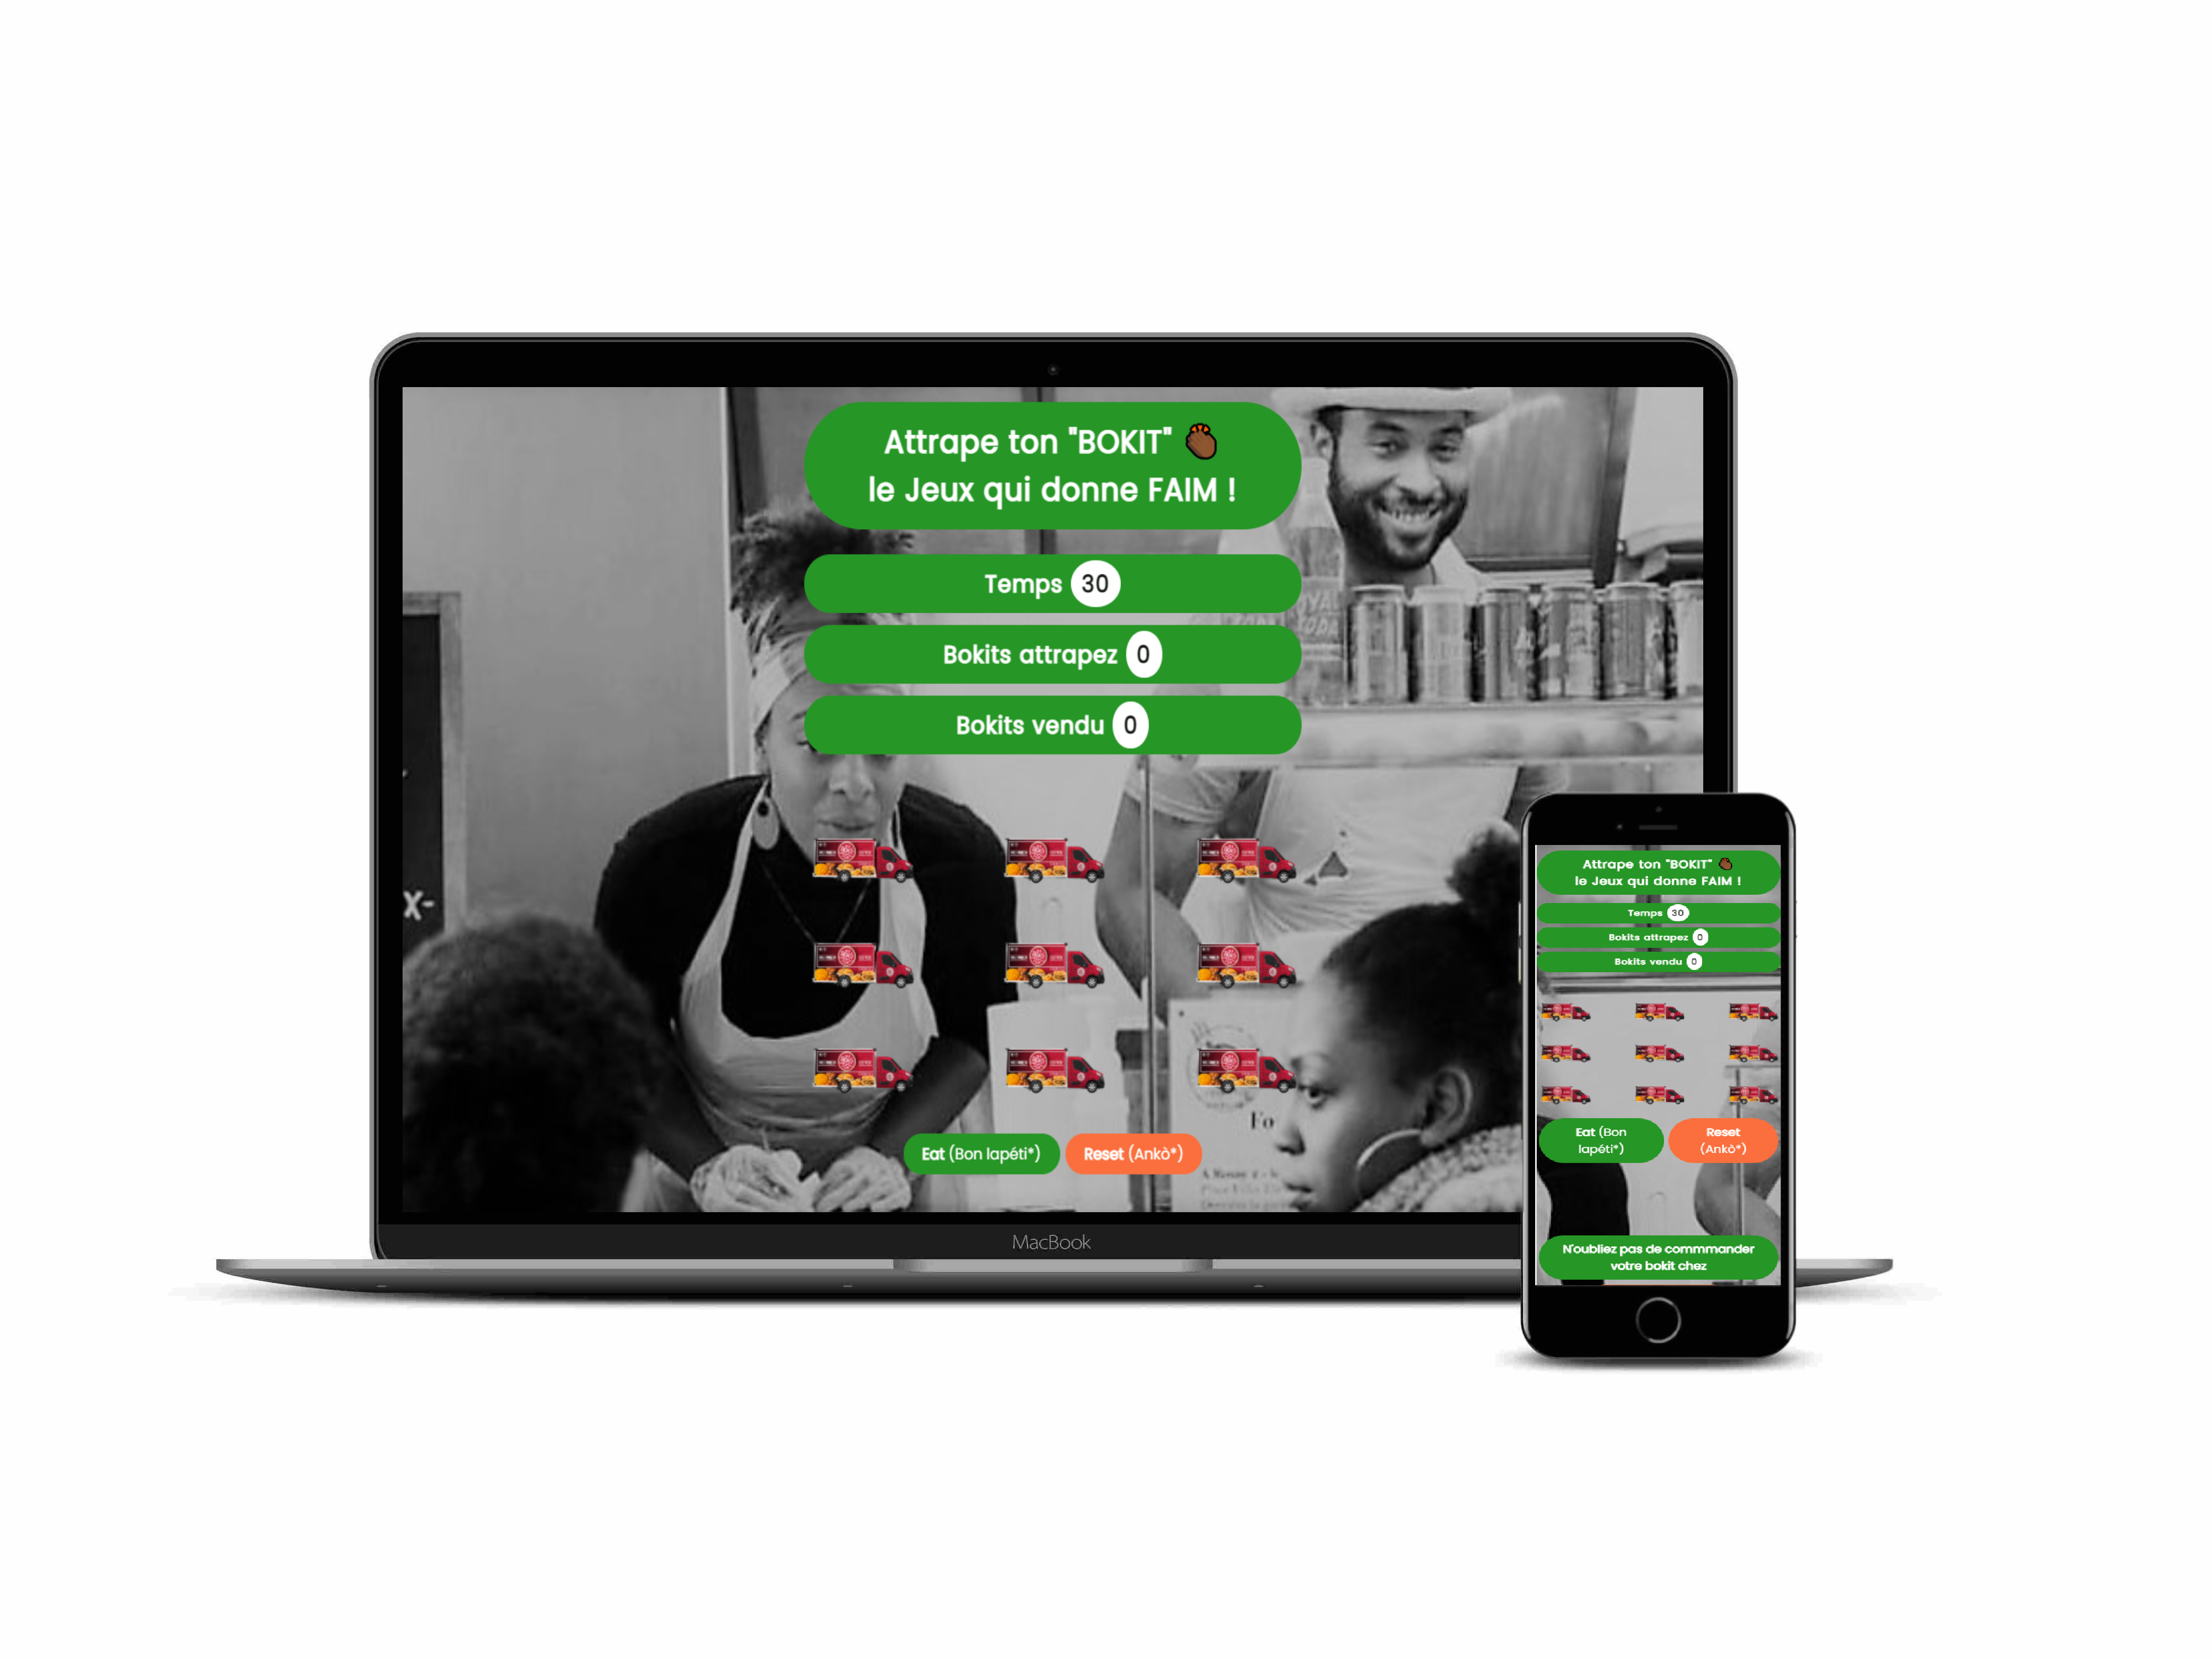 Attrape ton "BOKIT"
le Jeux qui donne FAIM !
Temps 30
Bokits attrapez 0
Bokits vendu 0
X-
Fo
Eat (Bon lapéti*) Reset (Ankò*)
MacBook
Attrape ton "BOKIT"
le Jeux qui donne FAIM !
Temps 30
Bokits attrapez 0
Bokits vendu 0
Eat (Bon
lapéti*)
Reset
(Ankò*)
N'oubliez pas de commmander
votre bokit chez